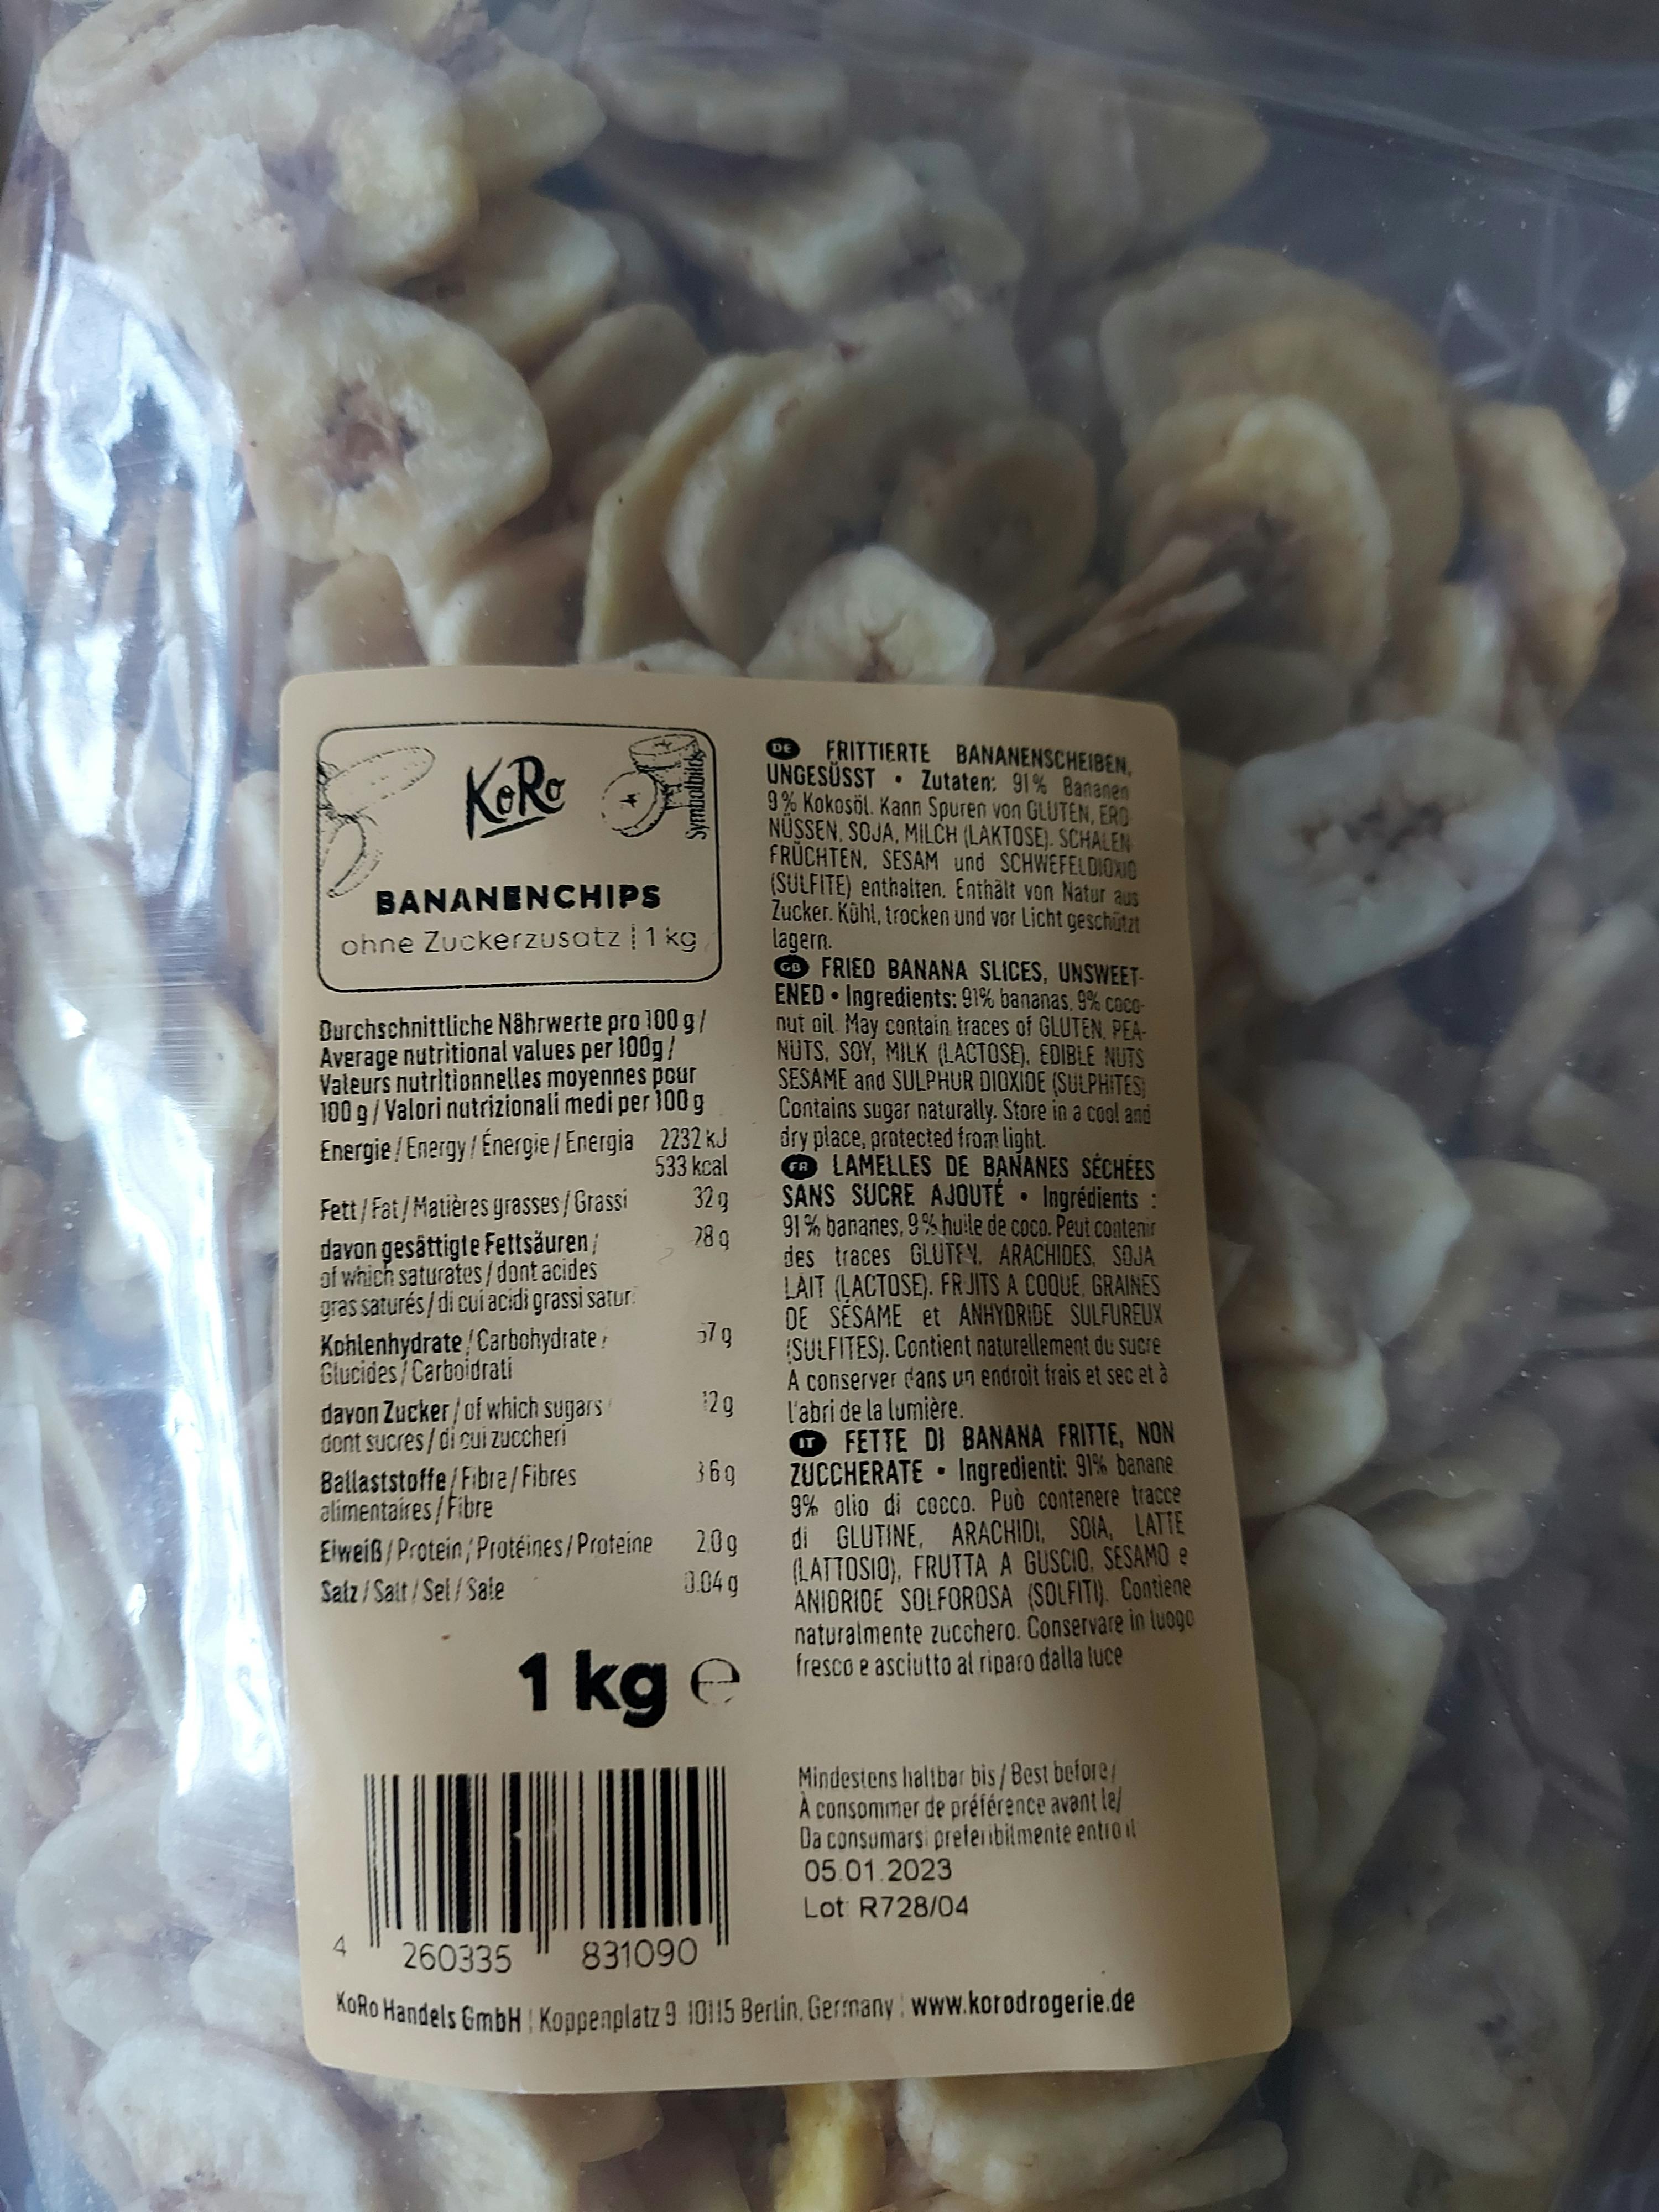 KoRo
Symbolbild
BANANENCHIPS
ohne Zuckerzusatz | 1 kg
Durchschnittliche Nährwerte pro 100 g /
Average nutritional values per 100g /
Valeurs nutritionnelles moyennes pour
100 g / Valori nutrizionali medi per 100 g
Energie / Energy / Énergie / Energia 2232 kJ
533 kcal
Fett / Fat / Matières grasses / Grassi 32 g
davon gesättigte Fettsäuren / 28 g
of which saturates / dont acides
gras saturés / di cui acidi grassi satur.
Kohlenhydrate / Carbohydrate / 57 g
Glucides / Carboidrati
davon Zucker / of which sugars / 12 g
dont sucres / di cui zuccheri
Ballaststoffe / Fibre / Fibres
alimentaires / Fibre
Eiweiß / Protein / Protéines / Proteine 2.0 g
Salz / Salt / Sel / Sale 0.04 g
1 kg ℮
4 260335 831090
DE FRITTIERTE BANANENSCHEIBEN,
UNGESÜSST • Zutaten: 91% Bananen
9% Kokosöl. Kann Spuren von GLUTEN, ERD
NÜSSEN, SOJA, MILCH (LAKTOSE), SCHALEN
FRÜCHTEN, SESAM und SCHWEFELDIOXID
(SULFITE) enthalten. Enthält von Natur aus
Zucker. Kühl, trocken und vor Licht geschützt
lagern.
GB FRIED BANANA SLICES, UNSWEET-
ENED • Ingredients: 91% bananas, 9% coco-
nut oil. May contain traces of GLUTEN, PEA-
NUTS, SOY, MILK (LACTOSE), EDIBLE NUTS
SESAME and SULPHUR DIOXIDE (SULPHITES)
Contains sugar naturally. Store in a cool and
dry place, protected from light.
FR LAMELLES DE BANANES SÉCHÉES
SANS SUCRE AJOUTÉ • Ingrédients :
91 % bananes, 9 % huile de coco. Peut contenir
des traces GLUTEN, ARACHIDES, SOJA
LAIT (LACTOSE), FRUITS A COQUE, GRAINES
DE SÉSAME et ANHYDRIDE SULFUREUX
(SULFITES). Contient naturellement du sucre
A conserver dans un endroit frais et sec et à
l'abri de la lumière.
IT FETTE DI BANANA FRITTE, NON
ZUCCHERATE • Ingredienti: 91% banane
9% olio di cocco. Può contenere tracce
di GLUTINE, ARACHIDI, SOIA, LATTE
(LATTOSIO), FRUTTA A GUSCIO, SESAMO e
ANIDRIDE SOLFOROSA (SOLFITI). Contiene
naturalmente zucchero. Conservare in luogo
fresco e asciutto al riparo dalla luce
Mindestens haltbar bis / Best before /
À consommer de préférence avant le/
Da consumarsi preferibilmente entro il
05.01.2023
Lot: R728/04
KoRo Handels GmbH | Koppenplatz 9 10115 Berlin, Germany | www.korodrogerie.de